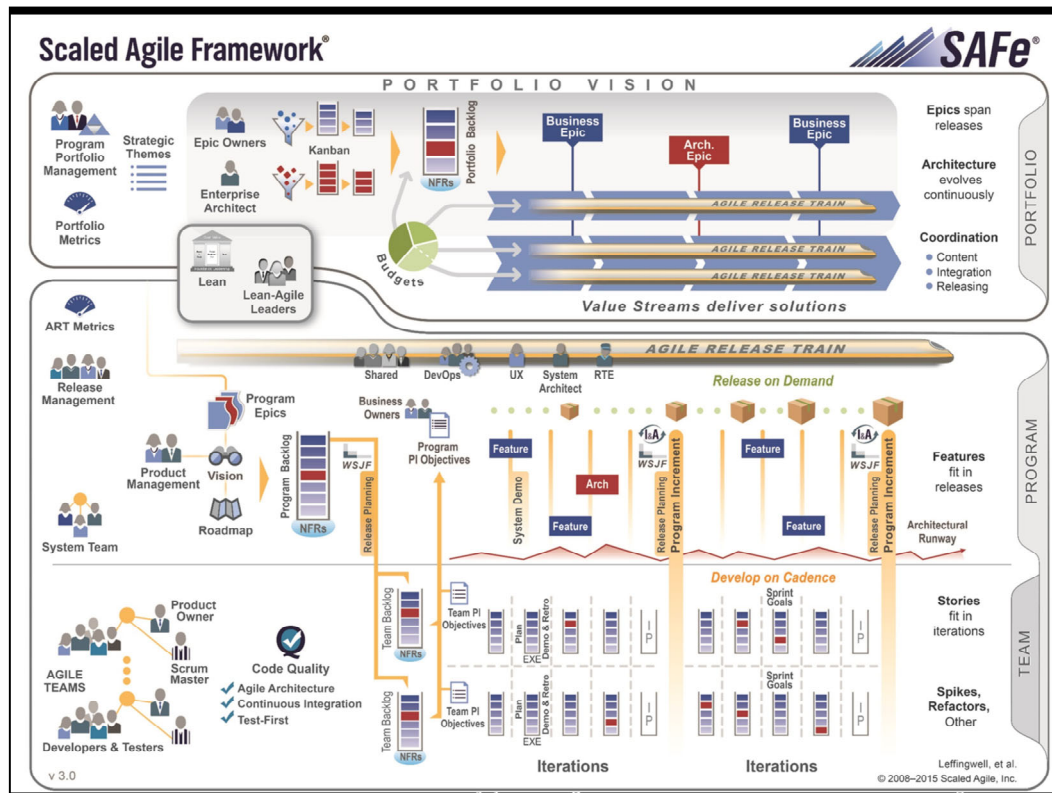 Scaled Agile Framework®
SAFe®
PORTFOLIO VISION
Program
Portfolio
Management
Strategic
Themes
Portfolio
Metrics
Epic Owners
Kanban
Enterprise
Architect
Portfolio Backlog
NFRs
Business
Epic
Arch.
Epic
Business
Epic
AGILE RELEASE TRAIN
AGILE RELEASE TRAIN
AGILE RELEASE TRAIN
Budgets
Value Streams deliver solutions
Epics span
releases
Architecture
evolves
continuously
Coordination
Content
Integration
Releasing
PORTFOLIO
Lean
Lean-Agile
Leaders
ART Metrics
Release
Management
AGILE RELEASE TRAIN
Shared
DevOps
UX
System
Architect
RTE
Release on Demand
Program
Epics
Product
Management
Vision
Roadmap
System Team
Program Backlog
NFRs
WSJF
Release Planning
Business
Owners
Program
PI Objectives
Feature
System Demo
Feature
Arch
I&A
WSJF
Release Planning
Program Increment
Feature
Feature
I&A
WSJF
Release Planning
Program Increment
Architectural
Runway
Features
fit in
releases
PROGRAM
Develop on Cadence
AGILE
TEAMS
Product
Owner
Scrum
Master
Developers & Testers
Code Quality
Agile Architecture
Continuous Integration
Test-First
Team Backlog
NFRs
Team PI
Objectives
Plan
EXE
Demo & Retro
I
P
Sprint
Goals
I
P
Team Backlog
NFRs
Team PI
Objectives
Plan
EXE
Demo & Retro
I
P
Sprint
Goals
I
P
Iterations
Iterations
Stories
fit in
iterations
Spikes,
Refactors,
Other
TEAM
v 3.0
Leffingwell, et al.
© 2008–2015 Scaled Agile, Inc.